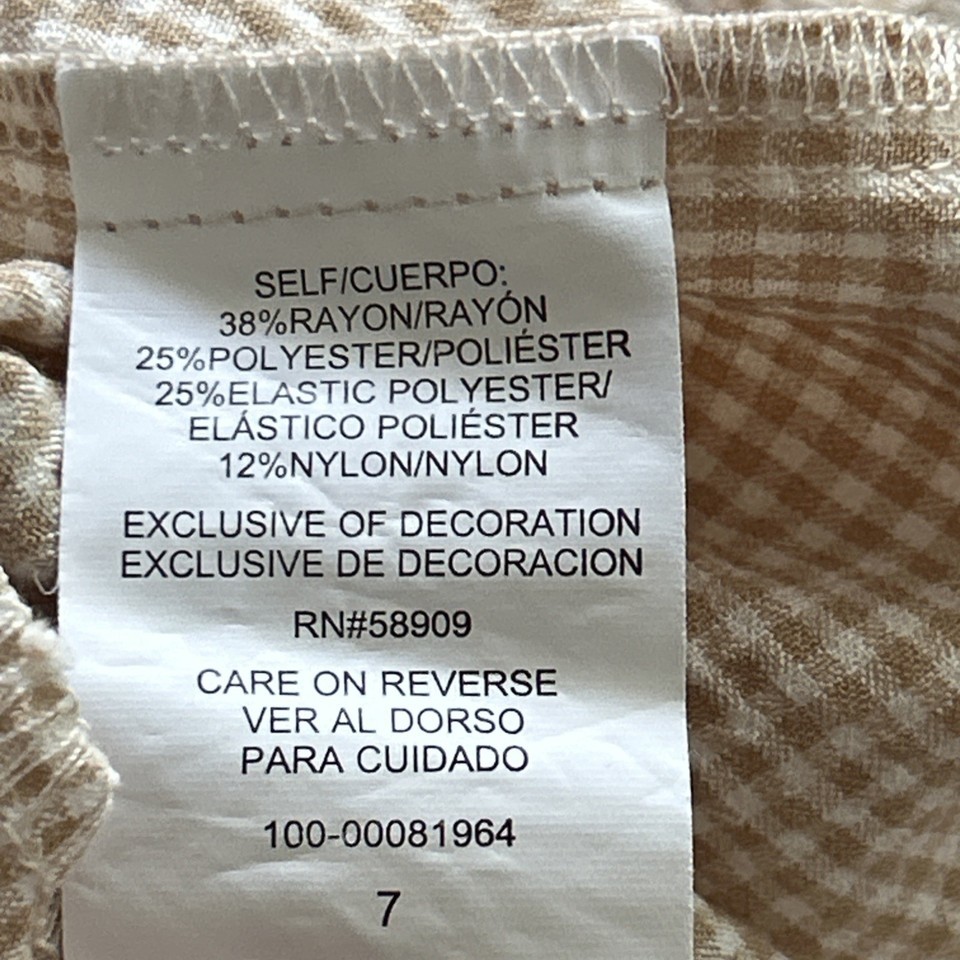 SELF/CUERPO:
38%RAYON/RAYÓN
25%POLYESTER/POLIÉSTER
25%ELASTIC POLYESTER/
ELÁSTICO POLIÉSTER
12%NYLON/NYLON
EXCLUSIVE OF DECORATION
EXCLUSIVE DE DECORACION
RN#58909
CARE ON REVERSE
VER AL DORSO
PARA CUIDADO
100-00081964
7